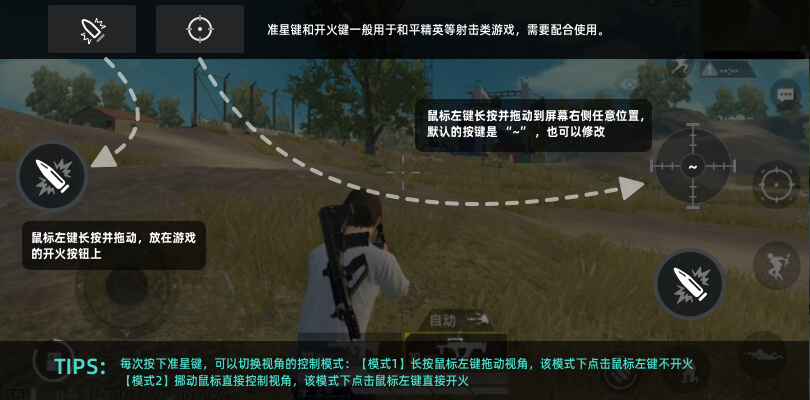 准星键和开火键一般用于和平精英等射击类游戏，需要配合使用。
鼠标左键长按并拖动到屏幕右侧任意位置，
默认的按键是 “~” ，也可以修改
~
鼠标左键长按并拖动，放在游戏
的开火按钮上
自动
TIPS:
每次按下准星键，可以切换视角的控制模式：【模式1】长按鼠标左键拖动视角，该模式下点击鼠标左键不开火
【模式2】挪动鼠标直接控制视角，该模式下点击鼠标左键直接开火